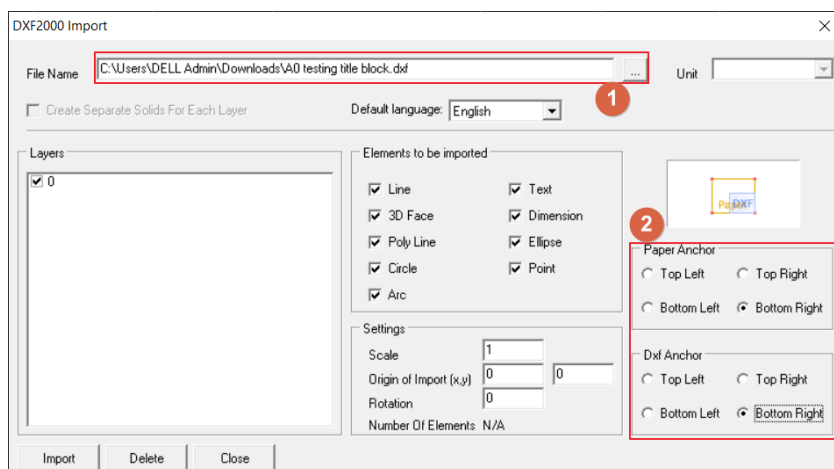 DXF2000 Import
File Name
C:\Users\DELL Admin\Downloads\A0 testing title block.dxf
...
Unit
1
Create Separate Solids For Each Layer
Default language:
English
Layers
0
Elements to be imported
Line
Text
3D Face
Dimension
Poly Line
Ellipse
Circle
Point
Arc
Paper
DXF
2
Paper Anchor
Top Left
Top Right
Bottom Left
Bottom Right
Settings
Scale
1
Origin of Import (x,y)
0
0
Rotation
0
Number Of Elements N/A
Dxf Anchor
Top Left
Top Right
Bottom Left
Bottom Right
Import
Delete
Close